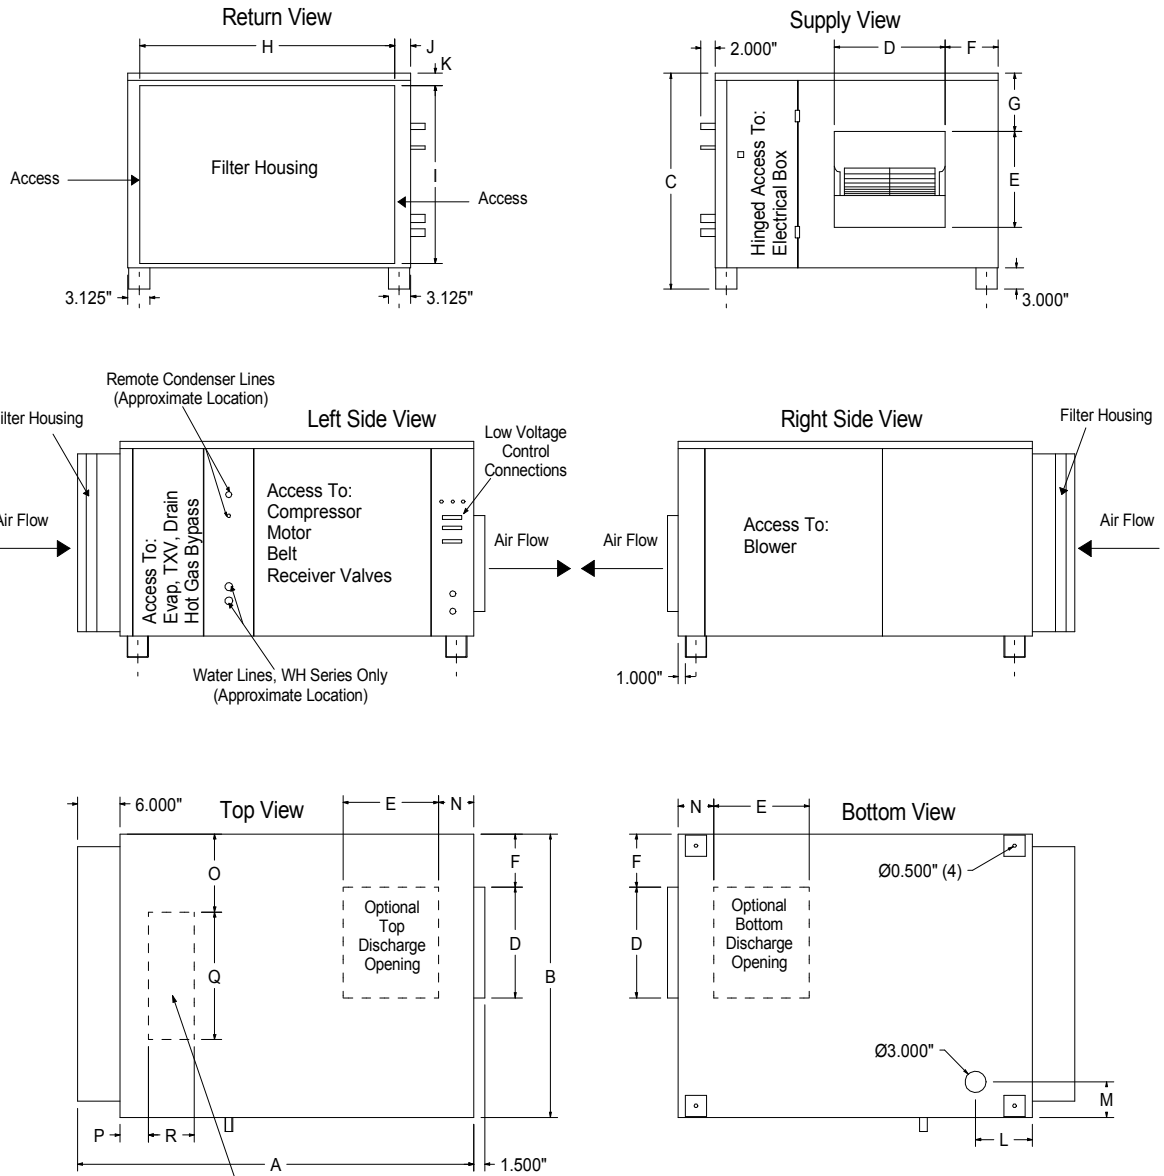 Return View
Supply View
H
J
K
2.000"
D
F
G
Filter Housing
Hinged Access To:
Electrical Box
Access
I
C
E
Access
3.125"
3.125"
3.000"
Remote Condenser Lines
(Approximate Location)
ilter Housing
Left Side View
Low Voltage
Control
Connections
Right Side View
Filter Housing
Access To:
Evap, TXV, Drain
Hot Gas Bypass
Access To:
Compressor
Motor
Belt
Receiver Valves
Access To:
Blower
Air Flow
Air Flow
Air Flow
Air Flow
1.000"
Water Lines, WH Series Only
(Approximate Location)
6.000"
Top View
E
N
N
E
Bottom View
O
F
F
Ø0.500" (4)
Optional
Top
Discharge
Opening
Optional
Bottom
Discharge
Opening
Q
D
B
D
Ø3.000"
M
P
R
L
A
1.500"